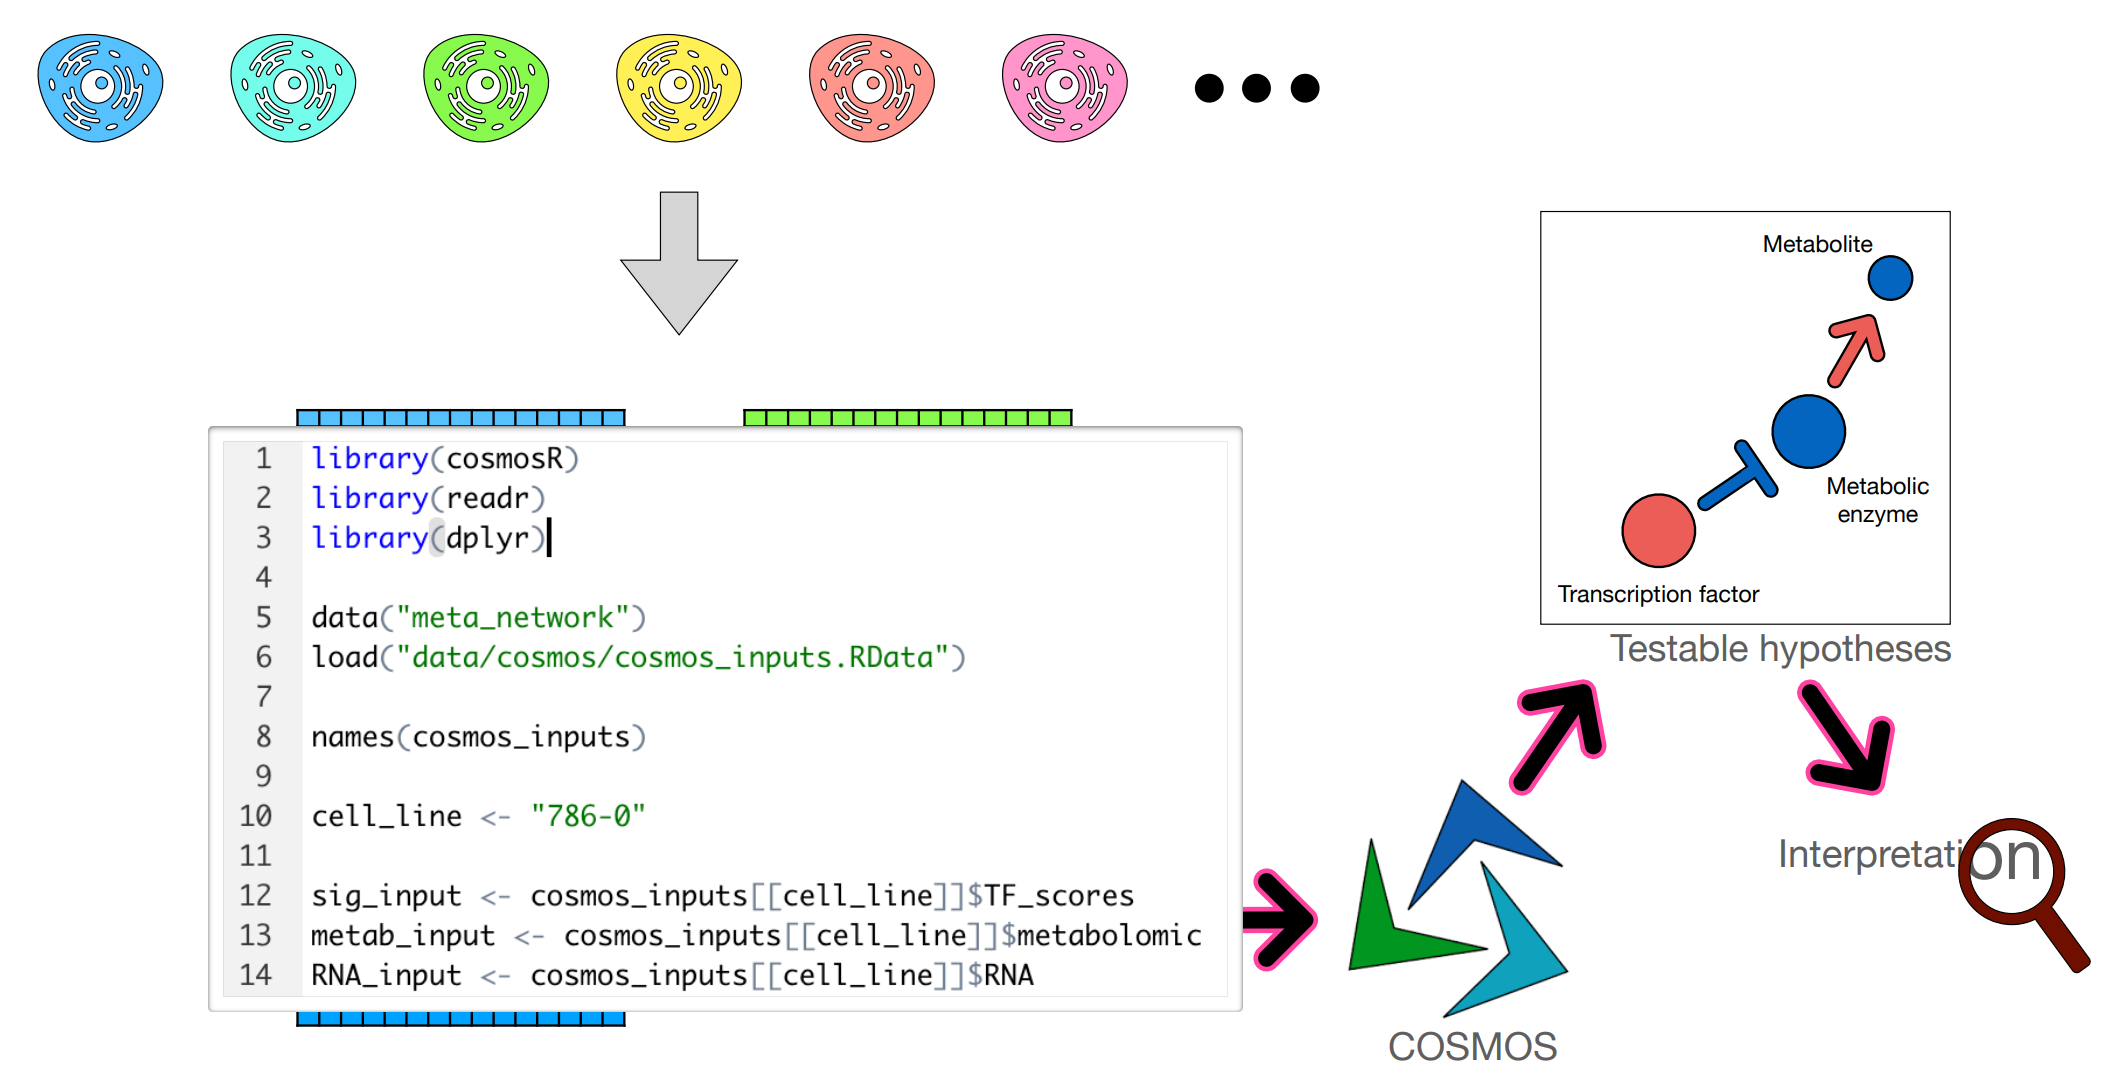 1 library(cosmosR)
2 library(readr)
3 library(dplyr)
4
5 data("meta_network")
6 load("data/cosmos/cosmos_inputs.RData")
7
8 names(cosmos_inputs)
9
10 cell_line <- "786-0"
11
12 sig_input <- cosmos_inputs[[cell_line]]$TF_scores
13 metab_input <- cosmos_inputs[[cell_line]]$metabolomic
14 RNA_input <- cosmos_inputs[[cell_line]]$RNA
Metabolite
Metabolic
enzyme
Transcription factor
Testable hypotheses
Interpretation
COSMOS